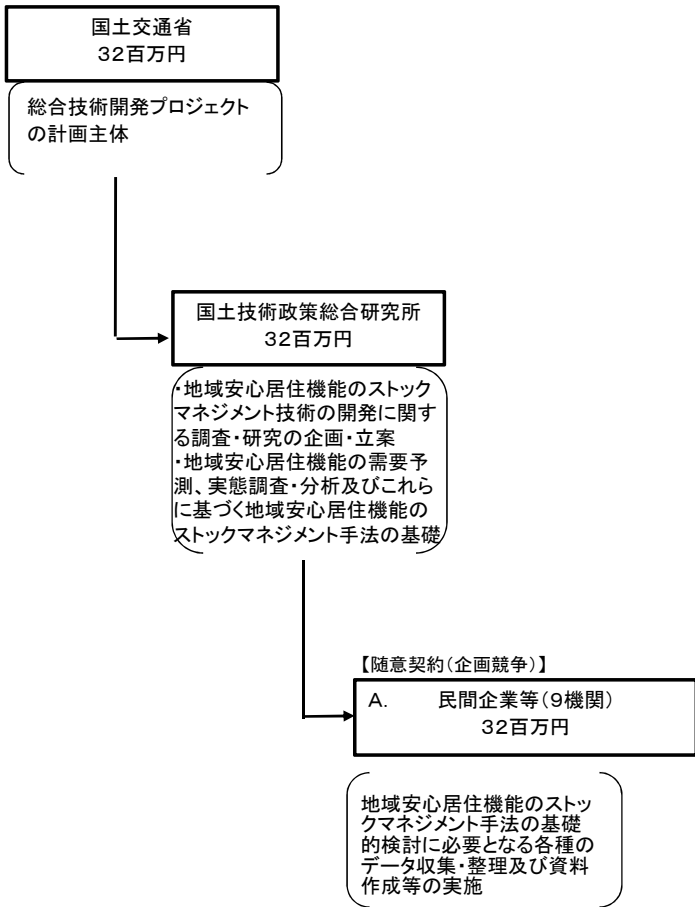 国土交通省
32百万円
総合技術開発プロジェクト
の計画主体
国土技術政策総合研究所
32百万円
・地域安心居住機能のストック
マネジメント技術の開発に関す
る調査・研究の企画・立案
・地域安心居住機能の需要予
測、実態調査・分析及びこれら
に基づく地域安心居住機能の
ストックマネジメント手法の基礎
【随意契約(企画競争)】
A. 民間企業等(9機関)
32百万円
地域安心居住機能のストッ
クマネジメント手法の基礎
的検討に必要となる各種の
データ収集・整理及び資料
作成等の実施